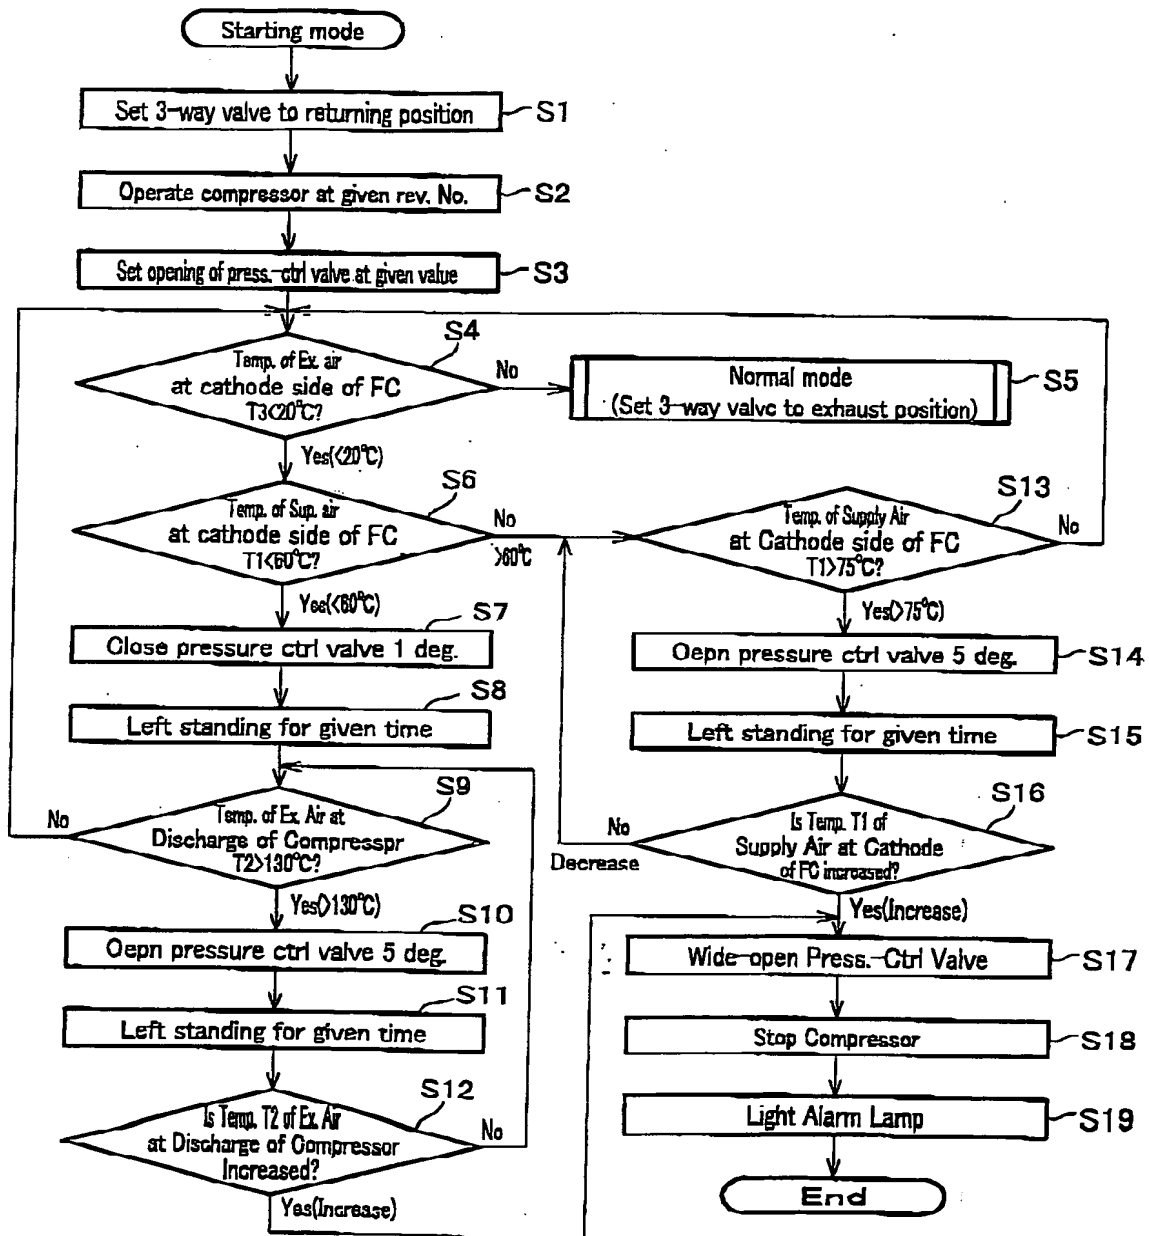 Starting mode
Set 3-way valve to returning position
S1
Operate compressor at given rev. No.
S2
Set opening of press.-ctrl valve at given value
S3
S4
Temp. of Ex. air
at cathode side of FC
T3<20°C?
No
Normal mode
(Set 3-way valve to exhaust position)
S5
Yes(<20°C)
S6
Temp. of Sup. air
at cathode side of FC
T1<60°C?
No
>60°C
S13
Temp. of Supply Air
at Cathode side of FC
T1>75°C?
No
Yes(<60°C)
S7
Close pressure ctrl valve 1 deg.
Yes(>75°C)
Oepn pressure ctrl valve 5 deg.
S14
S8
Left standing for given time
Left standing for given time
S15
S9
Temp. of Ex. Air at
Discharge of Compresspr
T2>130°C?
No
S16
Is Temp. T1 of
Supply Air at Cathode
of FC increased?
No
Decrease
Yes(>130°C)
S10
Oepn pressure ctrl valve 5 deg.
Yes(Increase)
Wide-open Press.-Ctrl Valve
S17
S11
Left standing for given time
Stop Compressor
S18
S12
Is Temp. T2 of Ex. Air
at Discharge of Compressor
Increased?
No
Light Alarm Lamp
S19
Yes(Increase)
End